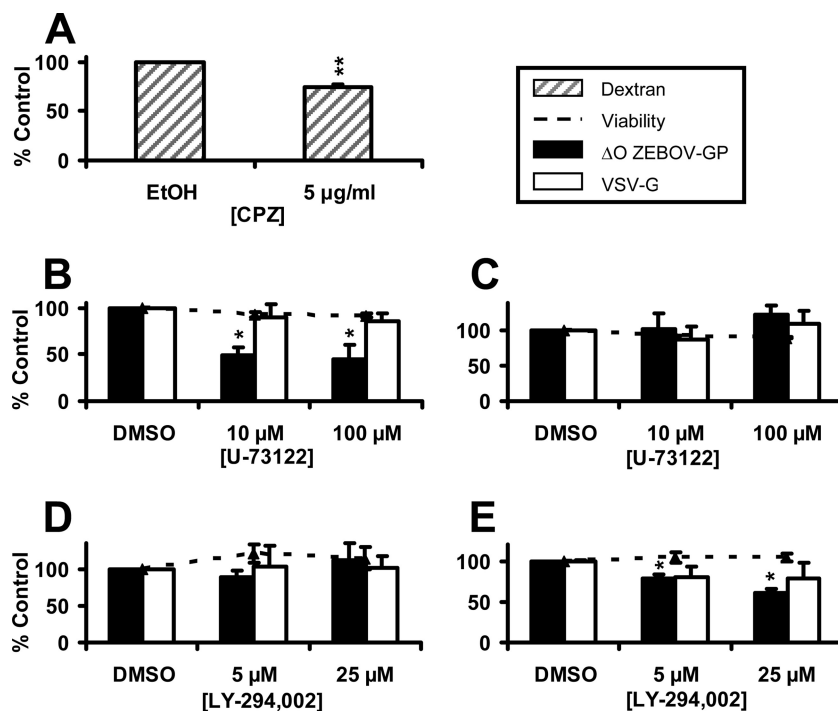 A
% Control
100
50
0
EtOH
5 µg/ml
[CPZ]
**
Dextran
Viability
ΔO ZEBOV-GP
VSV-G
B
% Control
100
50
0
* *
DMSO
10 µM
100 µM
[U-73122]
C
100
50
0
DMSO
10 µM
100 µM
[U-73122]
D
% Control
100
50
0
DMSO
5 µM
25 µM
[LY-294,002]
E
100
50
0
* *
DMSO
5 µM
25 µM
[LY-294,002]